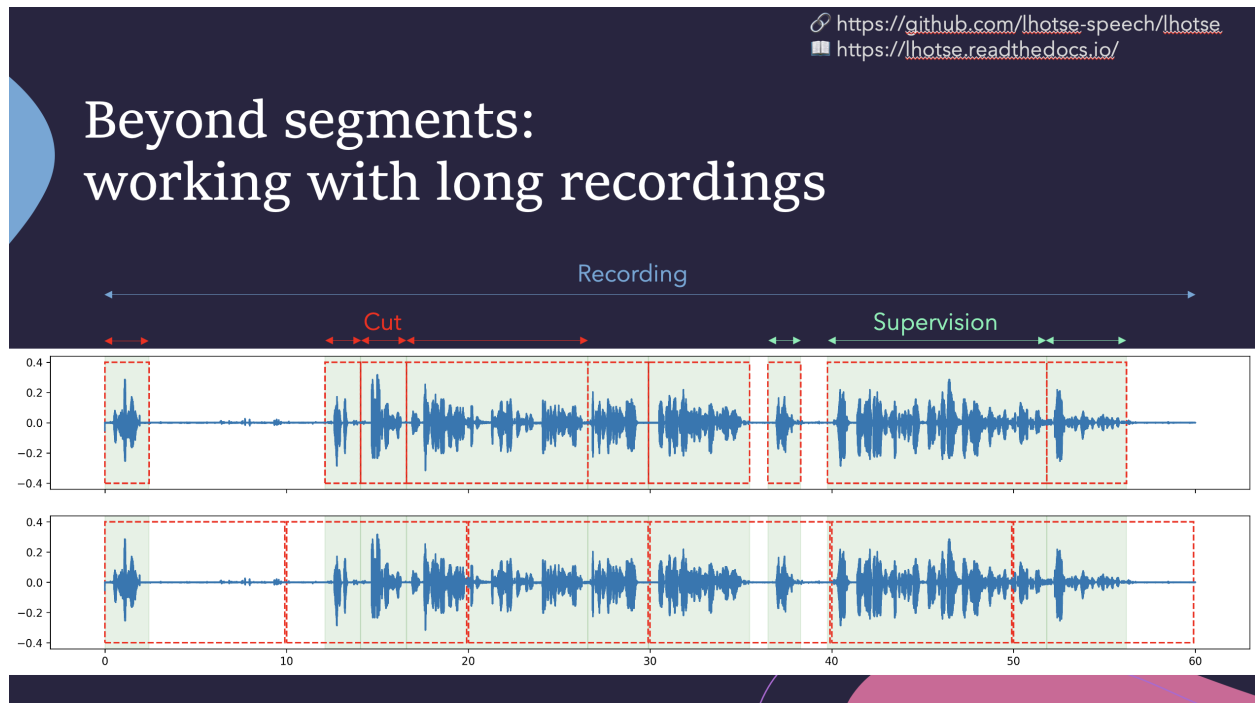 🔗 https://github.com/lhotse-speech/lhotse
📖 https://lhotse.readthedocs.io/
Beyond segments:
working with long recordings
Recording
Cut
Supervision
0.4
0.2
0.0
−0.2
−0.4
0.4
0.2
0.0
−0.2
−0.4
0 10 20 30 40 50 60